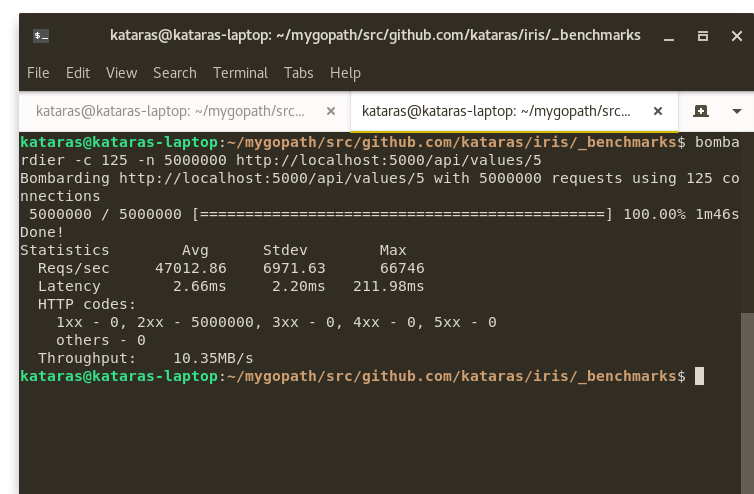 kataras@kataras-laptop: ~/mygopath/src/github.com/kataras/iris/_benchmarks
File Edit View Search Terminal Tabs Help
kataras@kataras-laptop: ~/mygopath/src... × kataras@kataras-laptop: ~/mygopath/src... ×
kataras@kataras-laptop:~/mygopath/src/github.com/kataras/iris/_benchmarks$ bomba
rdier -c 125 -n 5000000 http://localhost:5000/api/values/5
Bombarding http://localhost:5000/api/values/5 with 5000000 requests using 125 co
nnections
 5000000 / 5000000 [=============================================] 100.00% 1m46s
Done!
Statistics        Avg      Stdev        Max
  Reqs/sec     47012.86    6971.63      66746
  Latency        2.66ms     2.20ms   211.98ms
  HTTP codes:
    1xx - 0, 2xx - 5000000, 3xx - 0, 4xx - 0, 5xx - 0
    others - 0
  Throughput:    10.35MB/s
kataras@kataras-laptop:~/mygopath/src/github.com/kataras/iris/_benchmarks$